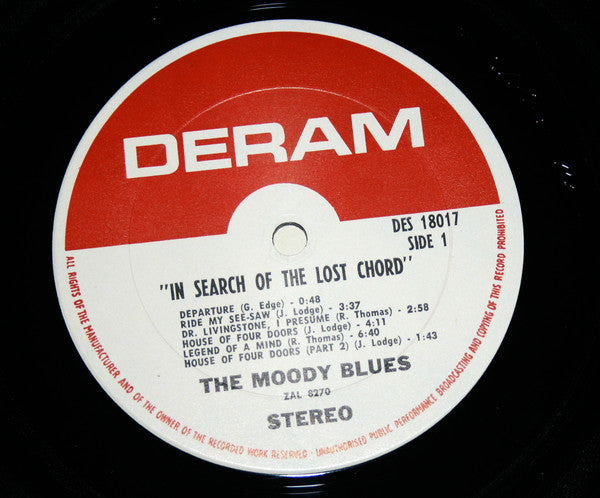 DERAM
DES 18017
SIDE 1
"IN SEARCH OF THE LOST CHORD"
DEPARTURE (G. Edge) - 0:48
RIDE MY SEE-SAW (J. Lodge) - 3:37
DR. LIVINGSTONE, I PRESUME (R. Thomas) - 2:58
HOUSE OF FOUR DOORS (J. Lodge) - 4:11
LEGEND OF A MIND (R. Thomas) - 6:40
HOUSE OF FOUR DOORS (PART 2) (J. Lodge) - 1:43
THE MOODY BLUES
ZAL 8270
STEREO
ALL RIGHTS OF THE MANUFACTURER AND OF THE OWNER OF THE RECORDED WORK RESERVED · UNAUTHORISED PUBLIC PERFORMANCE BROADCASTING AND COPYING OF THIS RECORD PROHIBITED